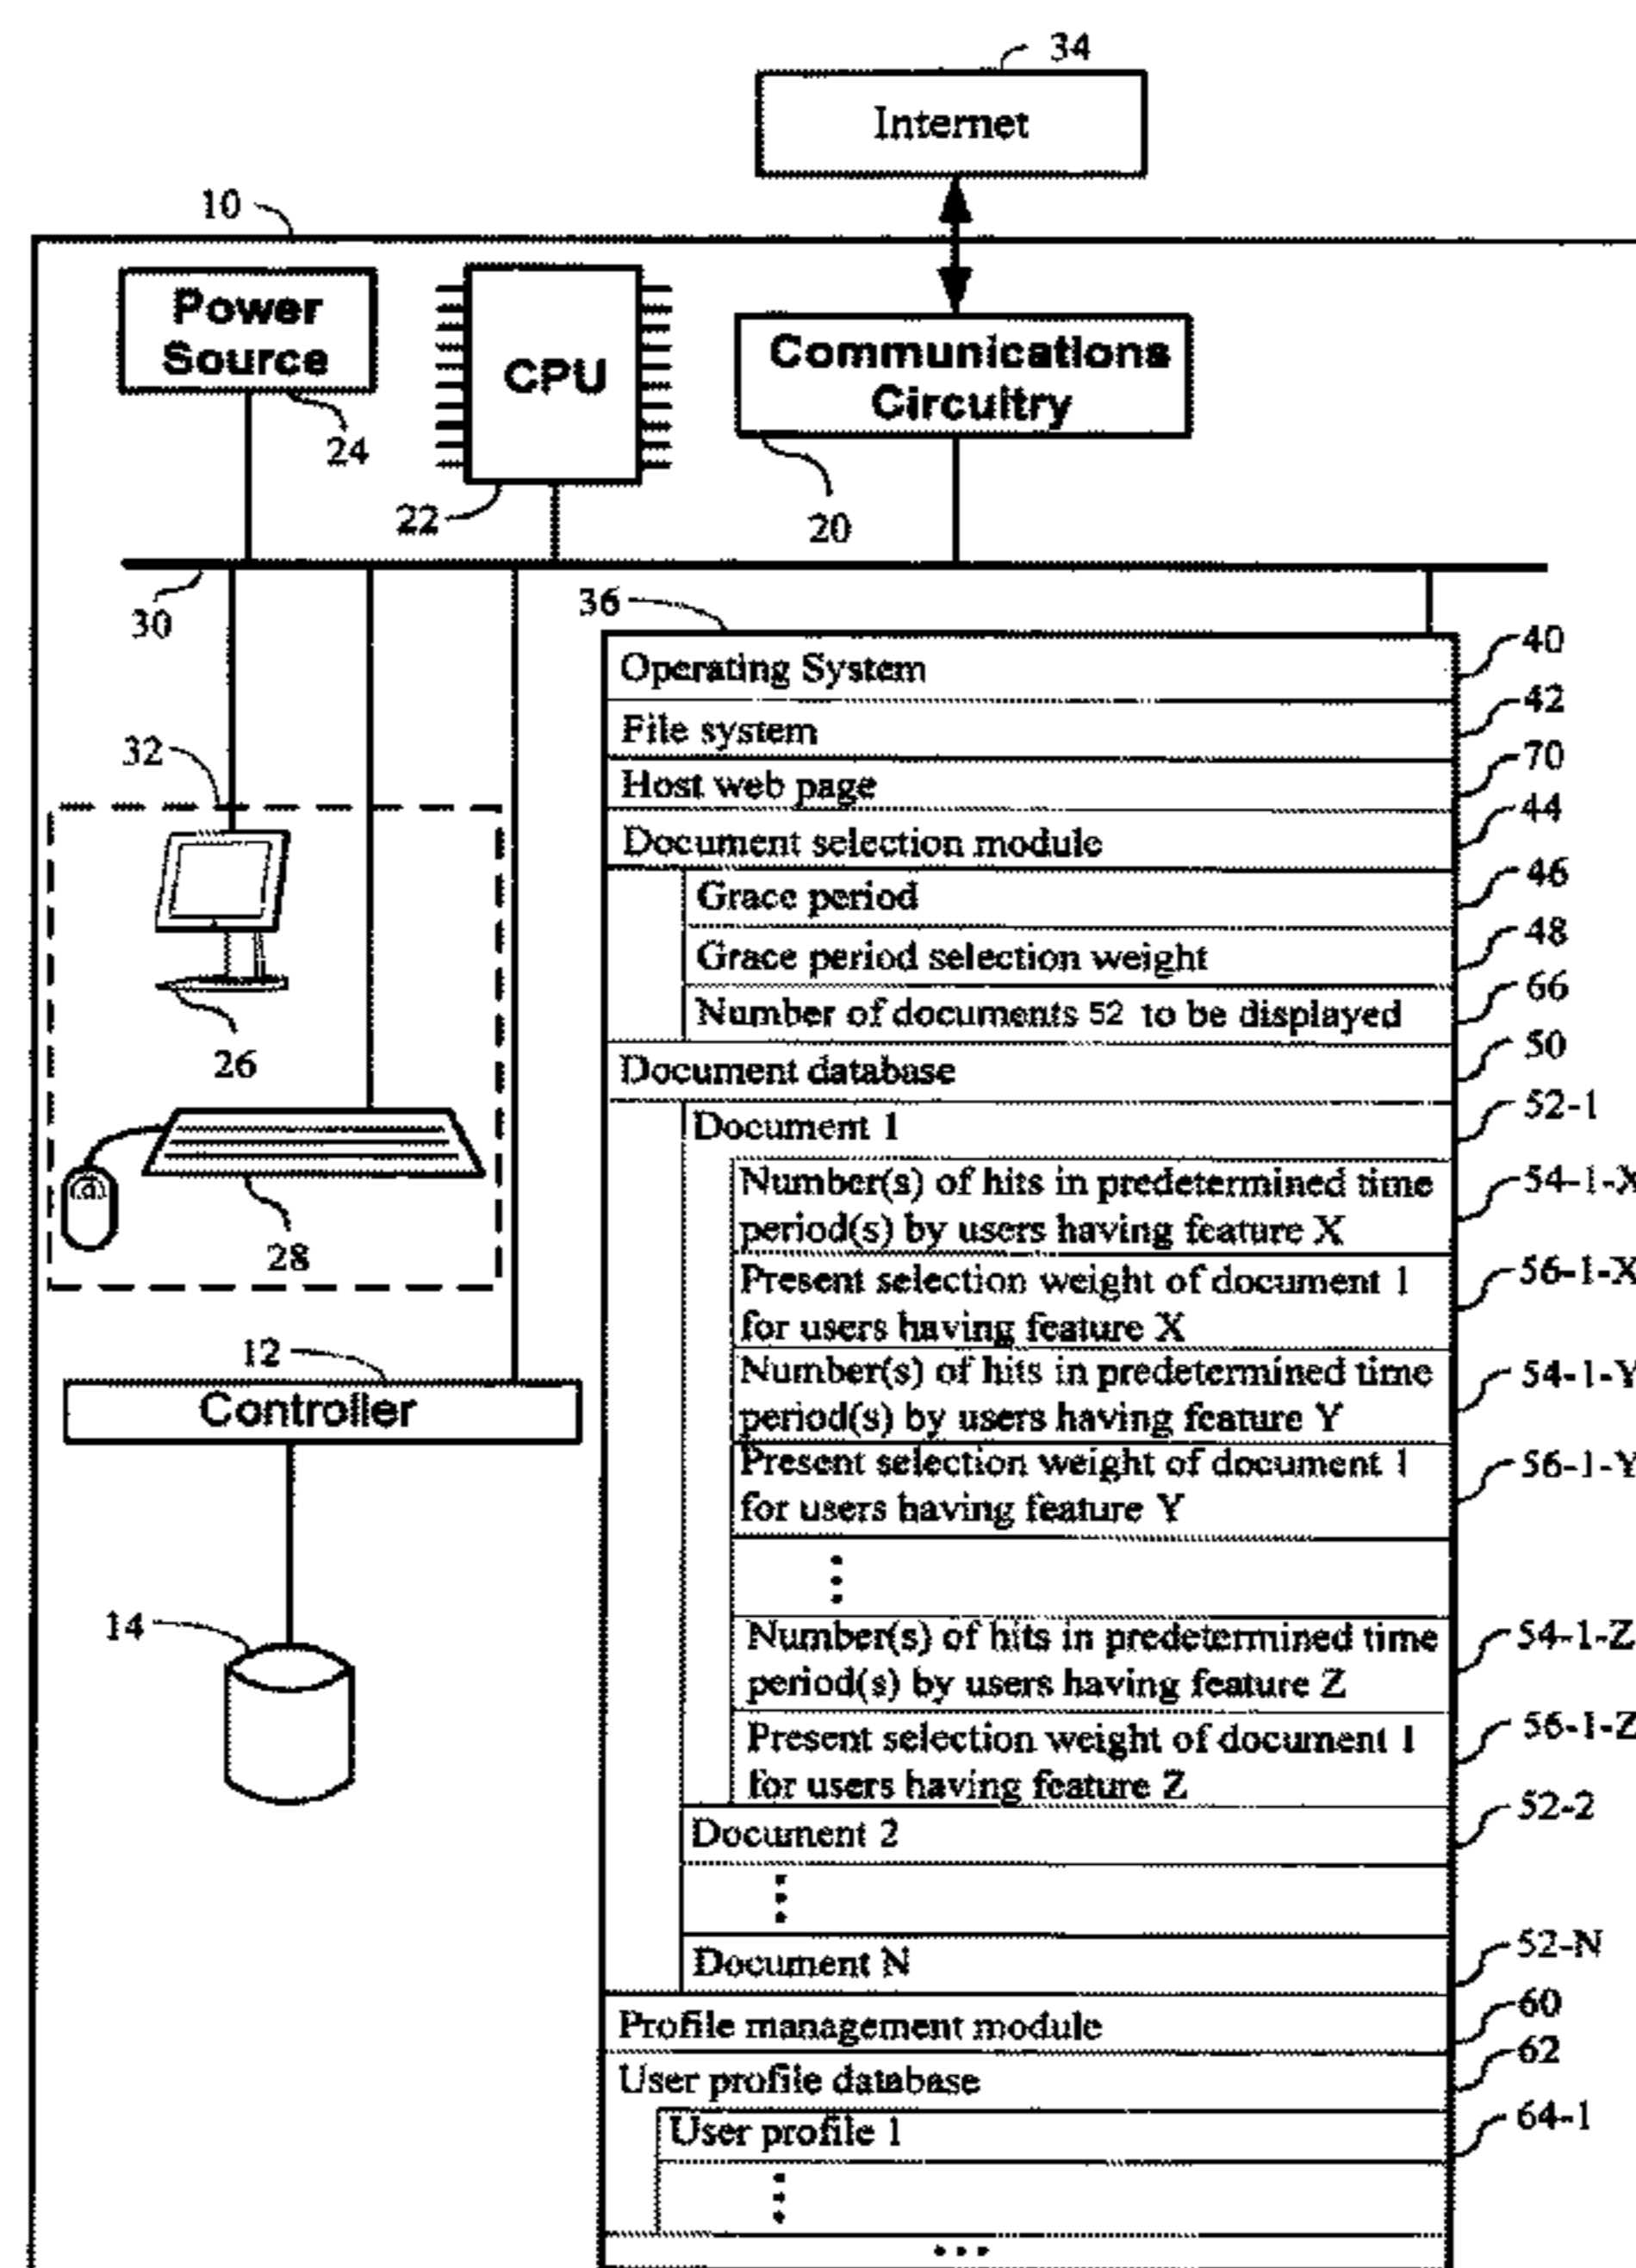 34
Internet
10
Power
Source
24
CPU
22
Communications
Circuitry
20
30
36
Operating System
40
File system
42
Host web page
70
Document selection module
44
Grace period
46
Grace period selection weight
48
Number of documents 52 to be displayed
66
Document database
50
Document 1
52-1
Number(s) of hits in predetermined time
period(s) by users having feature X
54-1-X
Present selection weight of document 1
for users having feature X
56-1-X
Number(s) of hits in predetermined time
period(s) by users having feature Y
54-1-Y
Present selection weight of document 1
for users having feature Y
56-1-Y
Number(s) of hits in predetermined time
period(s) by users having feature Z
54-1-Z
Present selection weight of document 1
for users having feature Z
56-1-Z
Document 2
52-2
Document N
52-N
Profile management module
60
User profile database
62
User profile 1
64-1
32
26
28
12
Controller
14